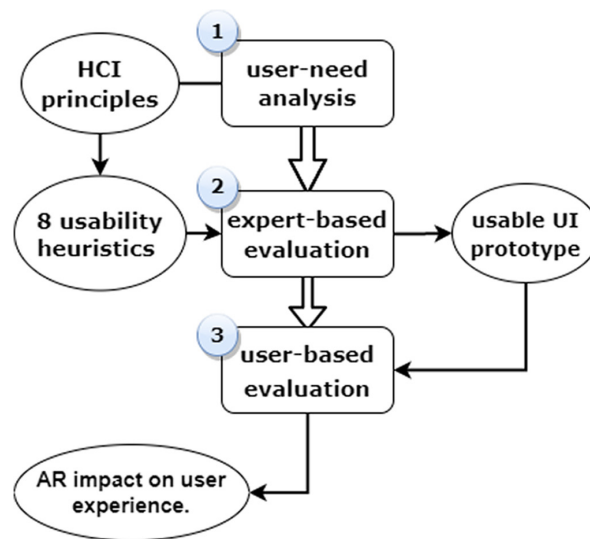 1
HCI
principles
user-need
analysis
2
8 usability
heuristics
expert-based
evaluation
usable UI
prototype
3
user-based
evaluation
AR impact on user
experience.